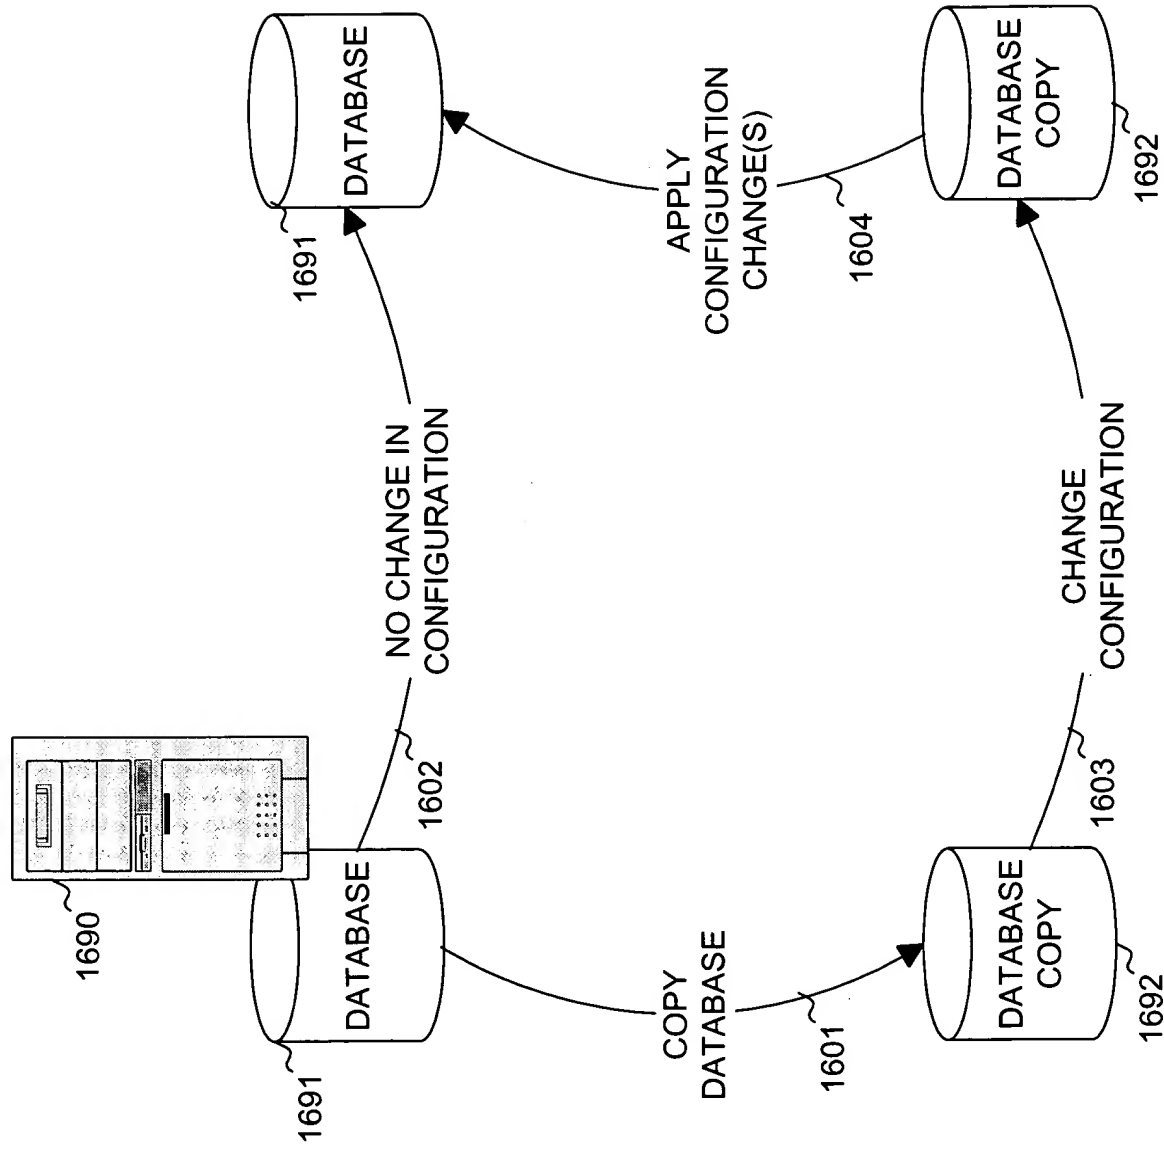 1690
1691
1691
DATABASE
DATABASE
NO CHANGE IN
CONFIGURATION
1602
COPY
DATABASE
APPLY
CONFIGURATION
CHANGE(S)
1601
1604
DATABASE
COPY
DATABASE
COPY
CHANGE
CONFIGURATION
1603
1692
1692